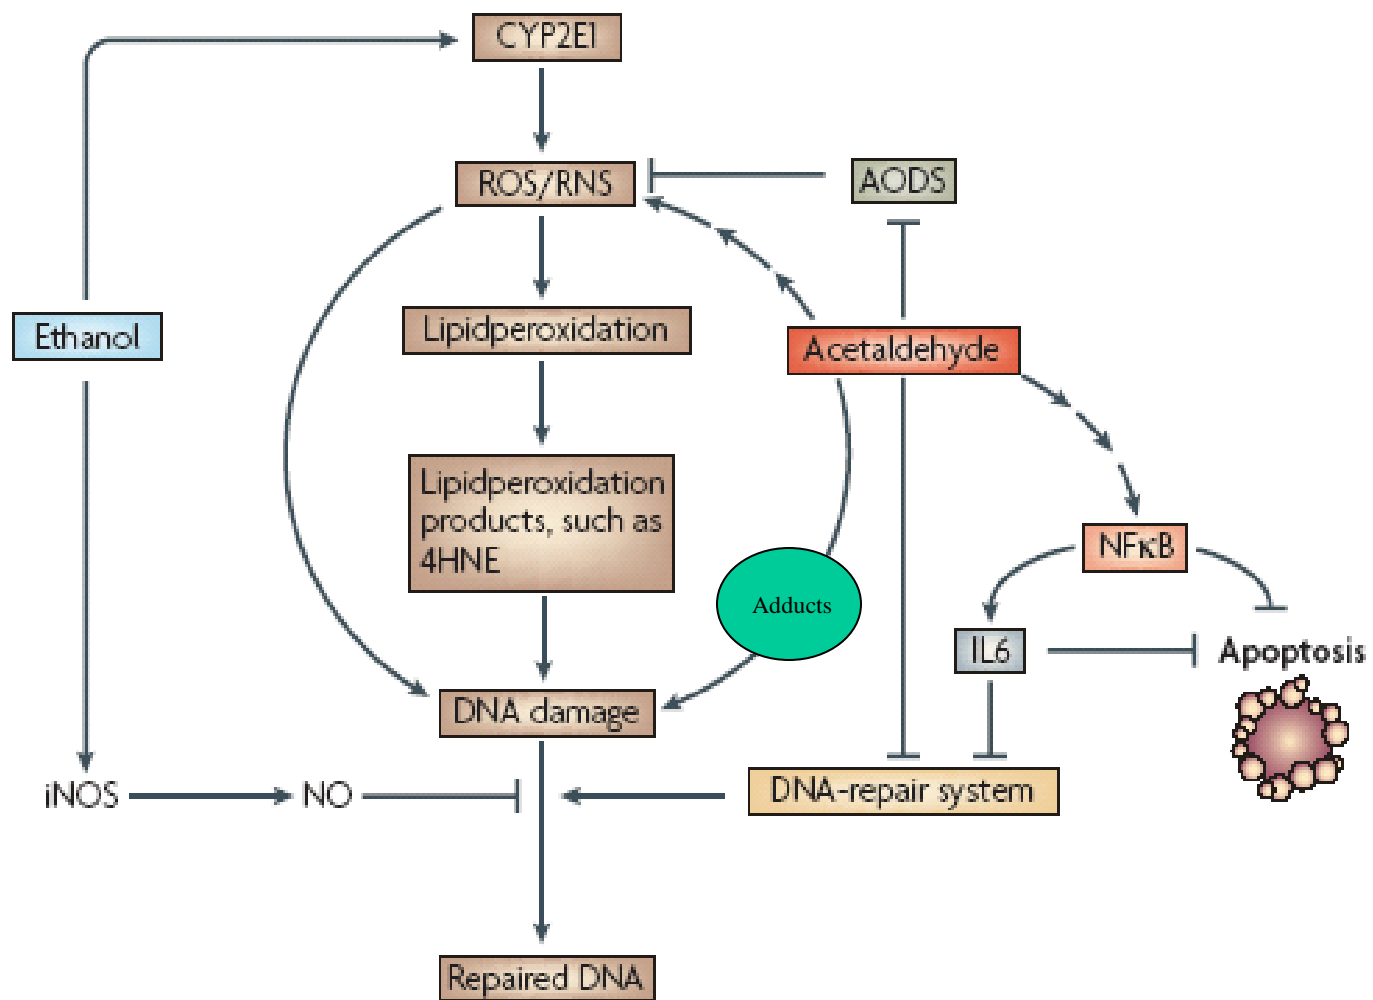 CYP2E1
ROS/RNS
AODS
Ethanol
Lipidperoxidation
Acetaldehyde
Lipidperoxidation
products, such as
4HNE
NFκB
Adducts
IL6
Apoptosis
DNA damage
iNOS
NO
DNA-repair system
Repaired DNA